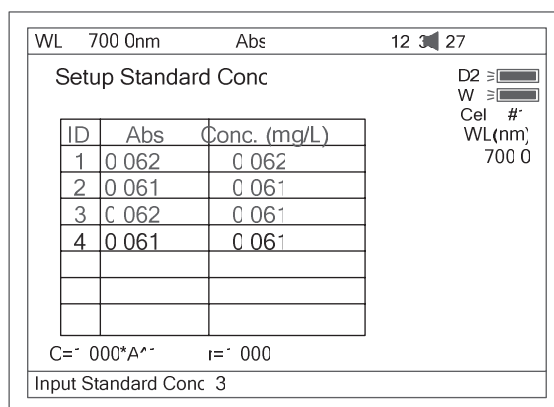 WL 700 0nm Abs 12 27
Setup Standard Conc
D2
W
Cel #
WL(nm)
700 0
ID Abs Conc. (mg/L)
1 0 062 0 062
2 0 061 0 061
3 0 062 0 061
4 0 061 0 061
r= 000
Input Standard Conc 3